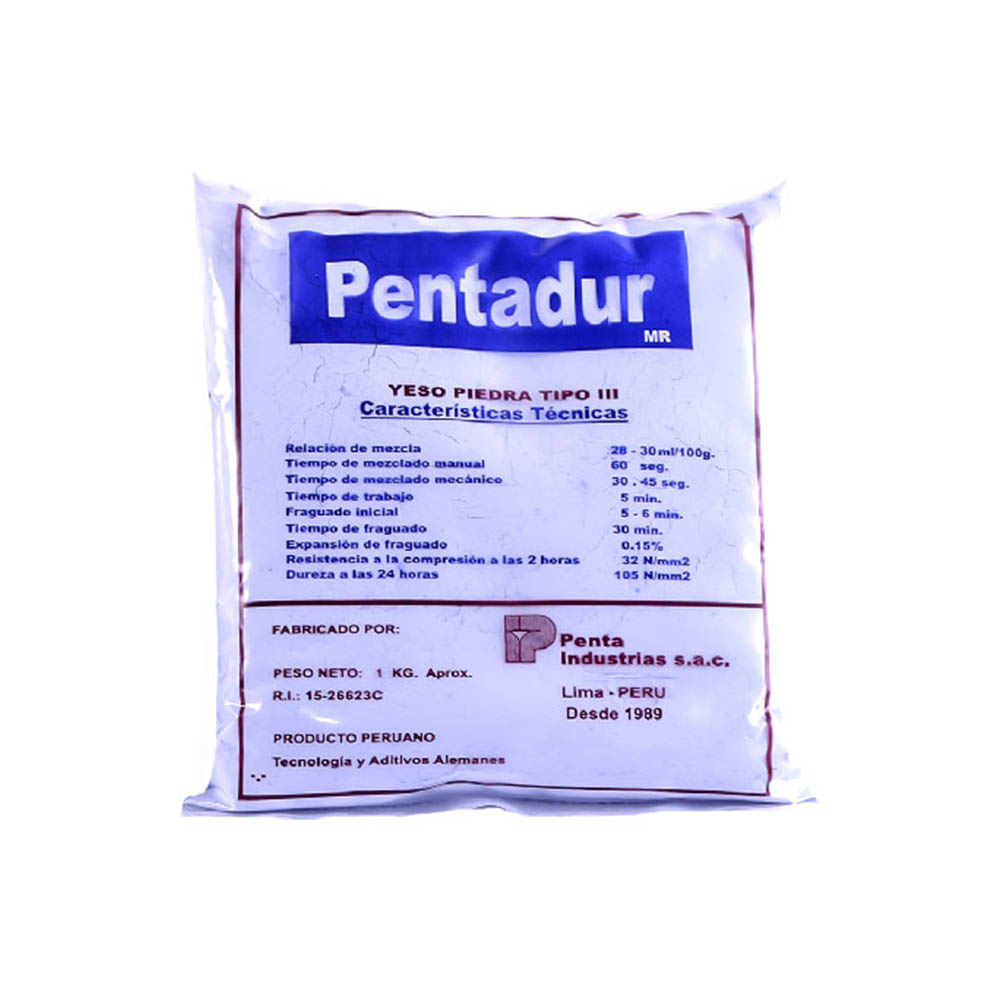 Pentadur
MR
YESO PIEDRA TIPO III
Características Técnicas
Relación de mezcla 28 - 30 ml/100g.
Tiempo de mezclado manual 60 seg.
Tiempo de mezclado mecánico 30 - 45 seg.
Tiempo de trabajo 5 min.
Fraguado inicial 5 - 6 min.
Tiempo de fraguado 30 min.
Expansión de fraguado 0.15%
Resistencia a la compresión a las 2 horas 32 N/mm2
Dureza a las 24 horas 105 N/mm2
FABRICADO POR:
Penta
Industrias s.a.c.
PESO NETO: 1 KG. Aprox.
R.I.: 15-26623C
Lima - PERU
Desde 1989
PRODUCTO PERUANO
Tecnología y Aditivos Alemanes